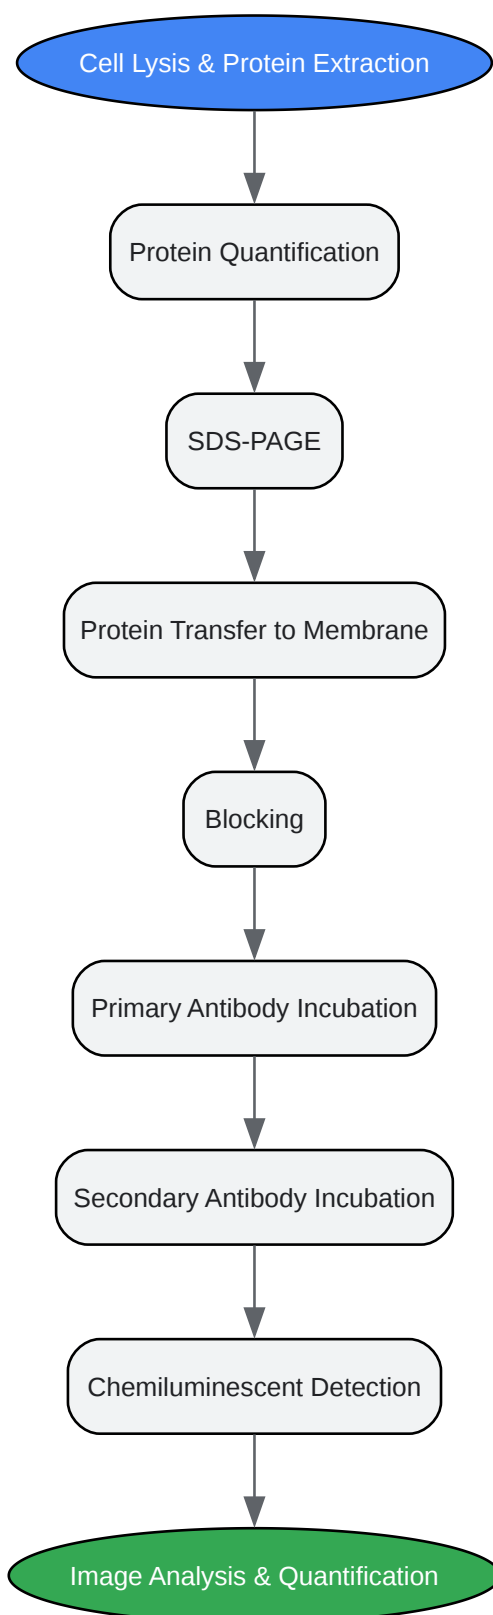 Cell Lysis & Protein Extraction
Protein Quantification
SDS-PAGE
Protein Transfer to Membrane
Blocking
Primary Antibody Incubation
Secondary Antibody Incubation
Chemiluminescent Detection
Image Analysis & Quantification